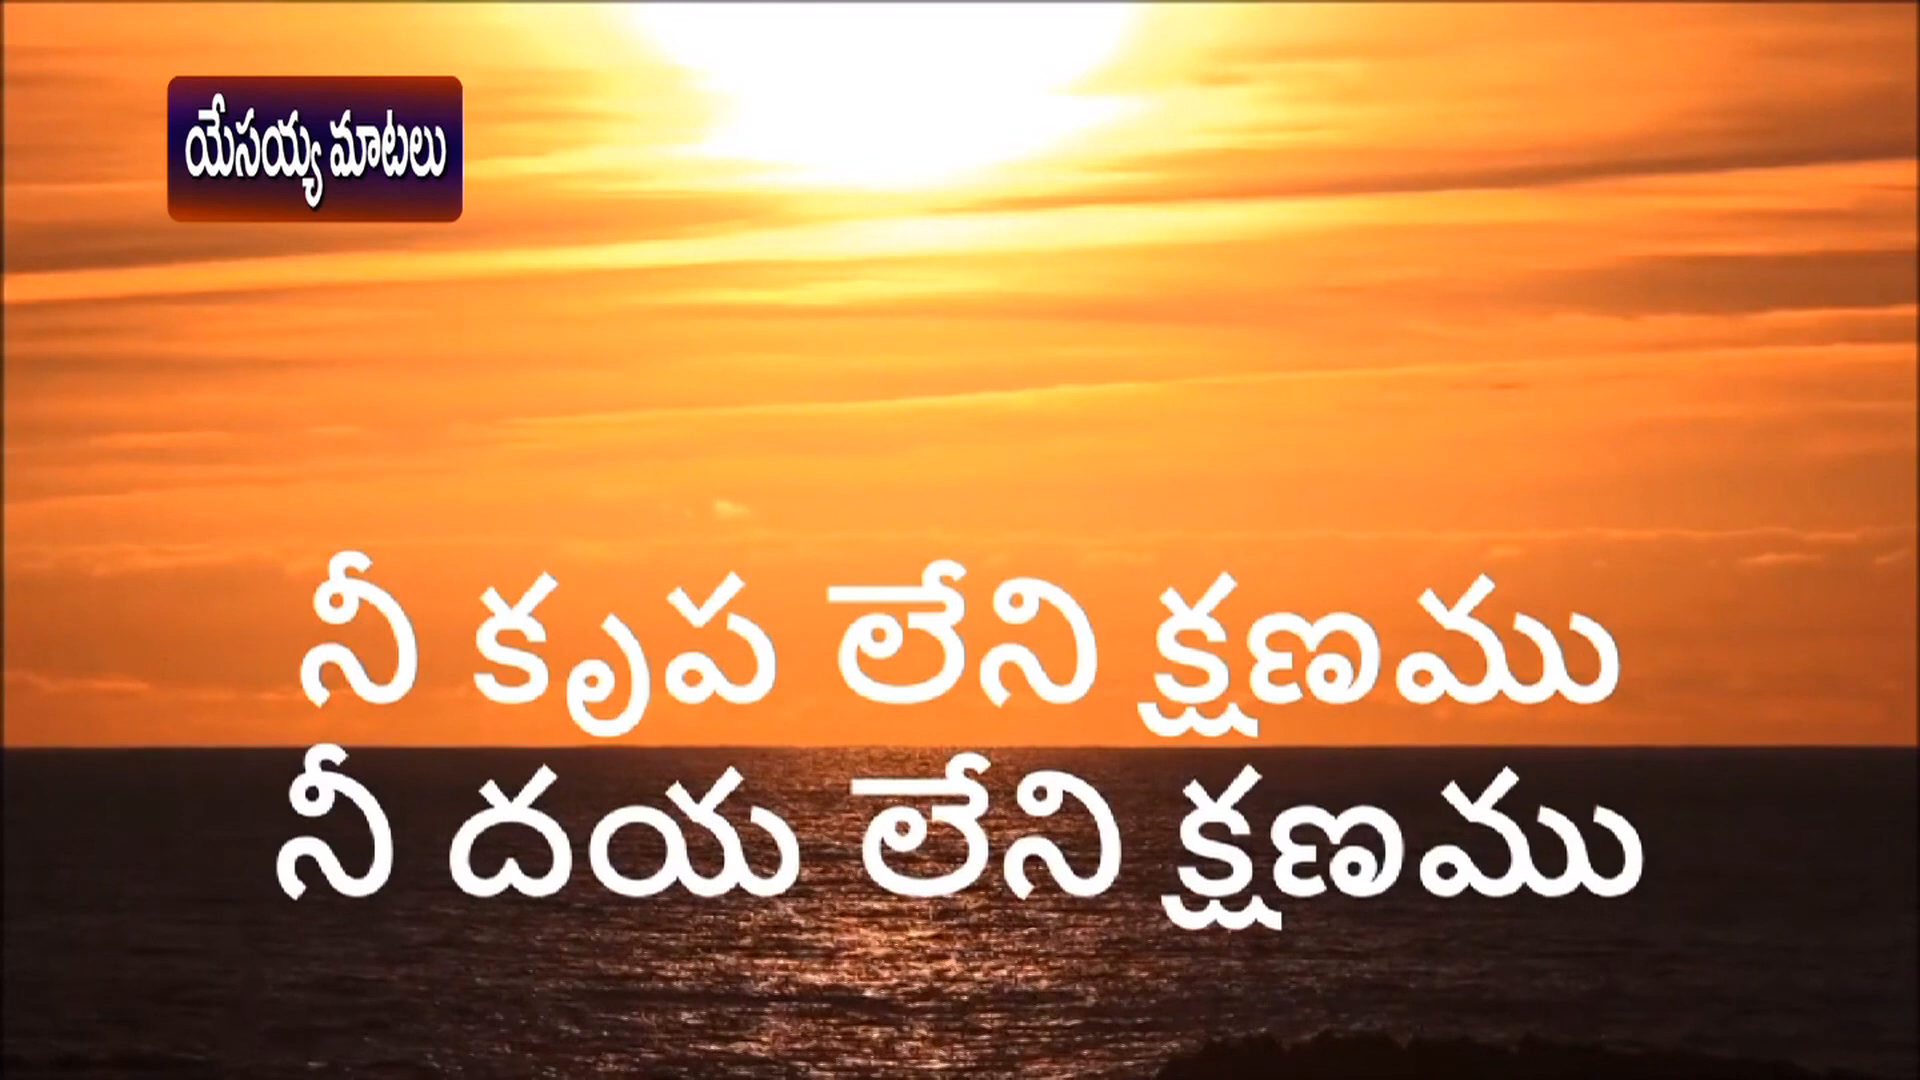 యేసయ్య మాటలు
నీ కృప లేని క్షణము
నీ దయ లేని క్షణము